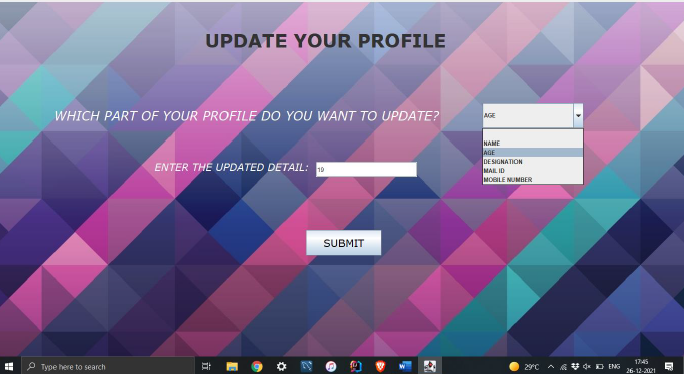 UPDATE YOUR PROFILE
WHICH PART OF YOUR PROFILE DO YOU WANT TO UPDATE?
AGE
NAME
AGE
DESIGNATION
MAIL ID
MOBILE NUMBER
ENTER THE UPDATED DETAIL:
19
SUBMIT
Type here to search
29°C
ENG
17:45
26-12-2021